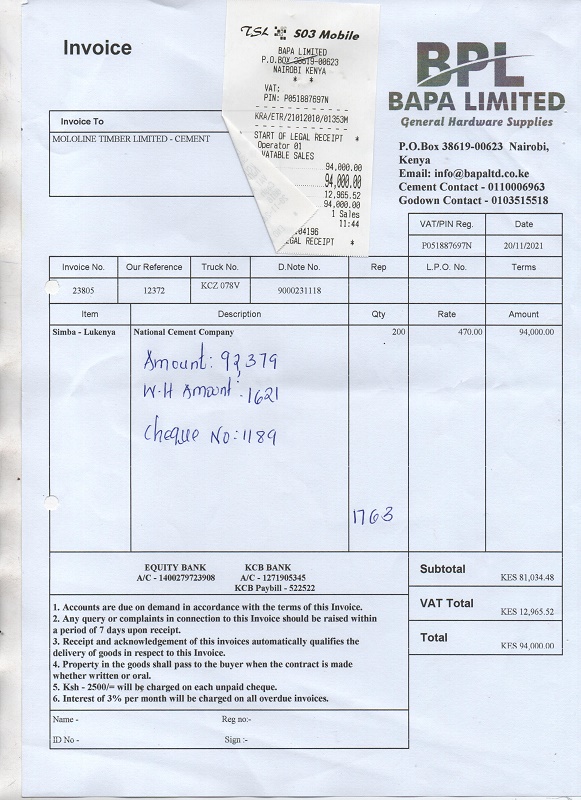 Invoice
TSL S03 Mobile
BAPA LIMITED
P.O.BOX 38619-00623
NAIROBI KENYA
* *
VAT:
PIN: P051887697N
KRA/ETR/21012010/01353M
START OF LEGAL RECEIPT *
Operator 01
VATABLE SALES
94,000.00
94,000.00
12,965.52
94,000.00
1 Sales
11:44
04196
EGAL RECEIPT *
BPL
BAPA LIMITED
General Hardware Supplies
P.O.Box 38619-00623 Nairobi,
Kenya
Email: info@bapaltd.co.ke
Cement Contact - 0110006963
Godown Contact - 0103515518
Invoice To
MOLOLINE TIMBER LIMITED - CEMENT
VAT/PIN Reg. Date
P051887697N 20/11/2021
Invoice No. Our Reference Truck No. D.Note No. Rep L.P.O. No. Terms
23805 12372 KCZ 078V 9000231118
Item Description Qty Rate Amount
Simba - Lukenya National Cement Company 200 470.00 94,000.00
Amount: 92,379
W-H Amount: 1621
Cheque No: 1189
1763
EQUITY BANK KCB BANK
A/C - 1400279723908 A/C - 1271905345
KCB Paybill - 522522
Subtotal KES 81,034.48
VAT Total KES 12,965.52
Total KES 94,000.00
1. Accounts are due on demand in accordance with the terms of this Invoice.
2. Any query or complaints in connection to this Invoice should be raised within
a period of 7 days upon receipt.
3. Receipt and acknowledgement of this invoices automatically qualifies the
delivery of goods in respect to this Invoice.
4. Property in the goods shall pass to the buyer when the contract is made
whether written or oral.
5. Ksh - 2500/= will be charged on each unpaid cheque.
6. Interest of 3% per month will be charged on all overdue invoices.
Name - Reg no:-
ID No - Sign :-